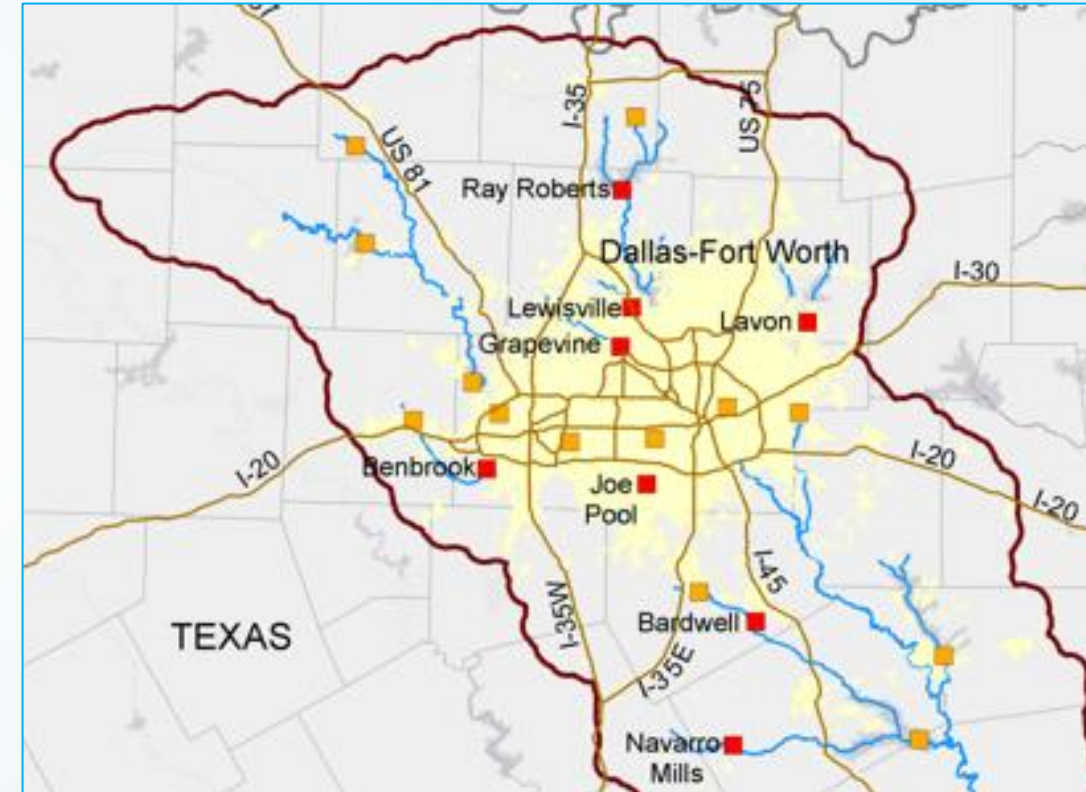 I-35
US 75
US 81
Ray Roberts
Dallas-Fort Worth
I-30
Lewisville
Lavon
Grapevine
I-20
Benbrook
Joe
Pool
I-20
I-20
I-45
I-35W
Bardwell
TEXAS
I-35E
Navarro
Mills